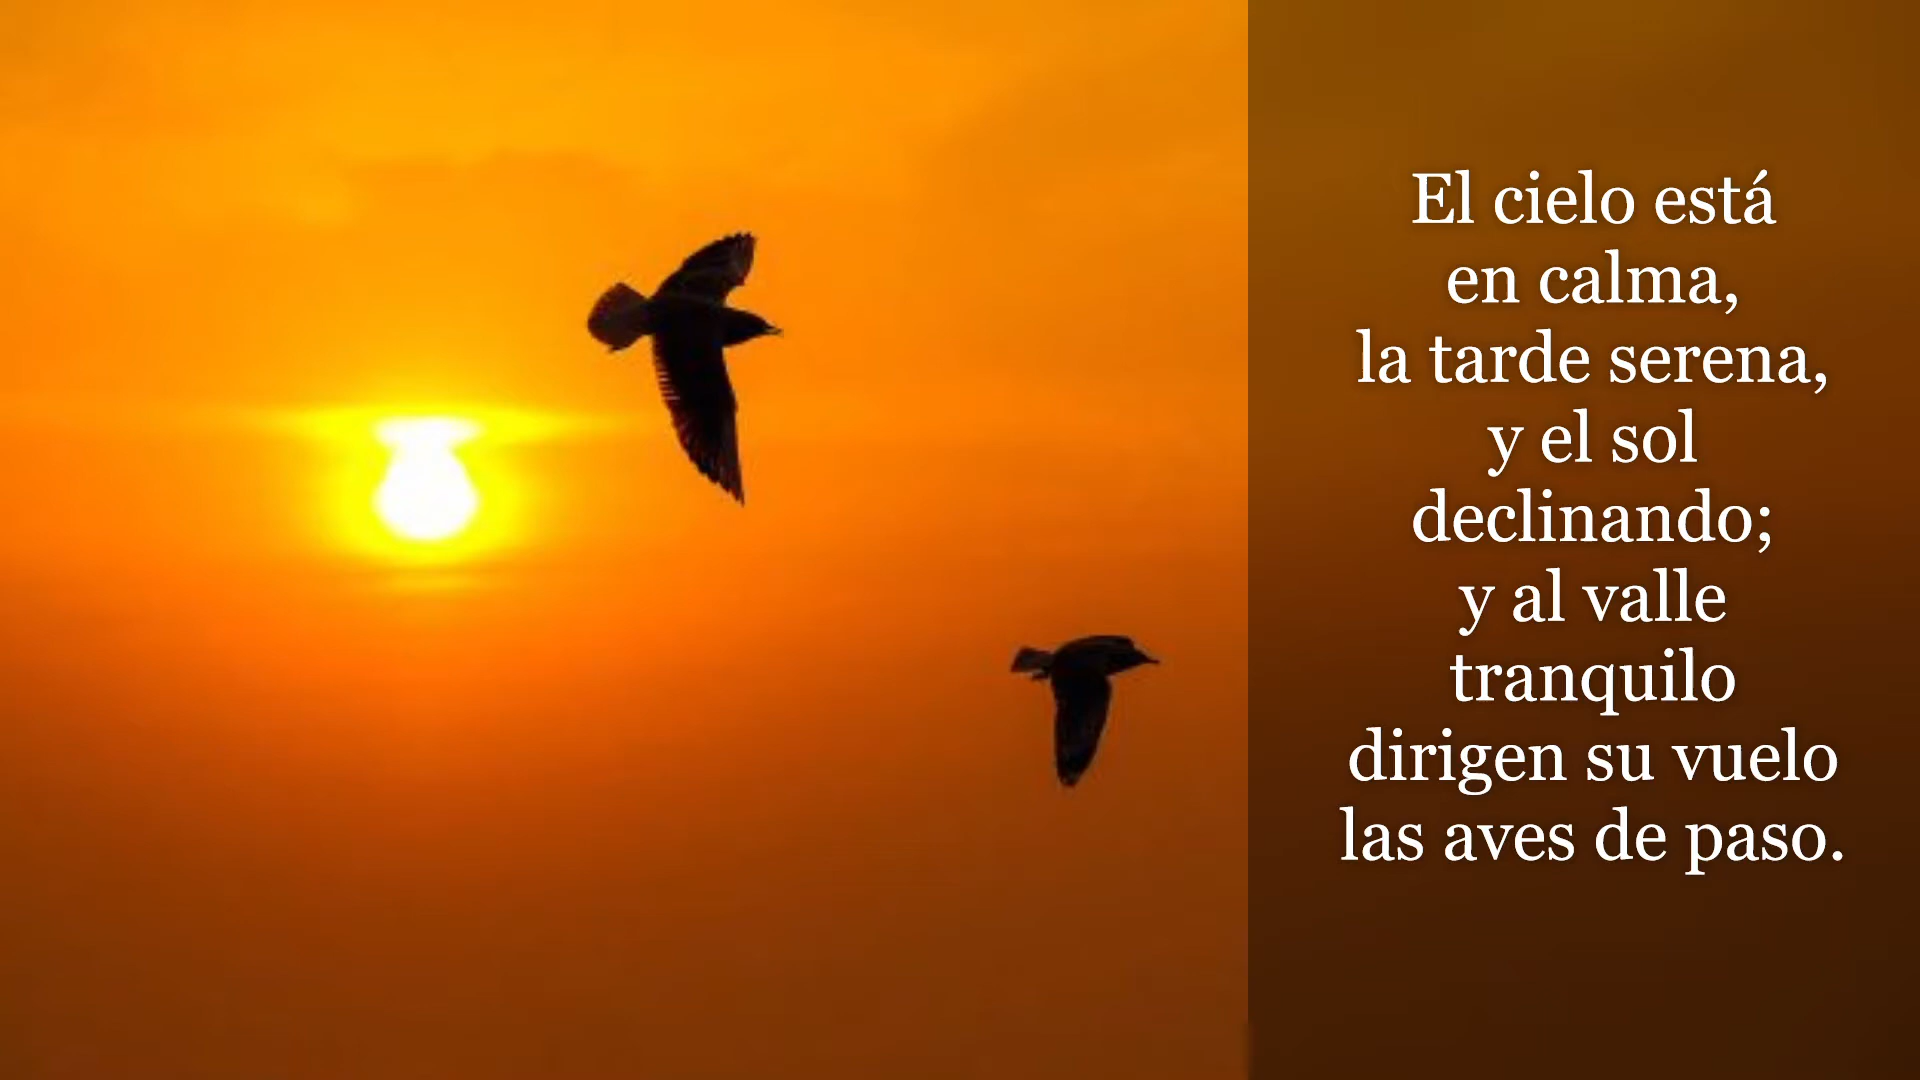 El cielo está
en calma,
la tarde serena,
y el sol
declinando;
y al valle
tranquilo
dirigen su vuelo
las aves de paso.